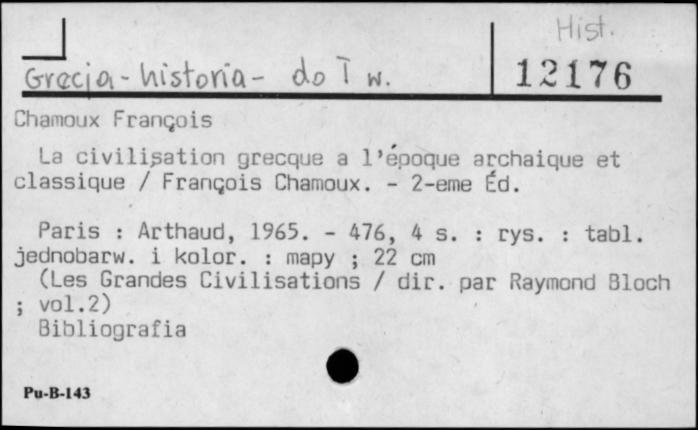 Hist.
Grecja - historia - do I w.
12176
Chamoux François
La civilisation grecque a l'époque archaique et
classique / François Chamoux. - 2-eme Éd.
Paris : Arthaud, 1965. - 476, 4 s. : rys. : tabl.
jednobarw. i kolor. : mapy ; 22 cm
(Les Grandes Civilisations / dir. par Raymond Bloch
; vol.2)
Bibliografia
Pu-B-143